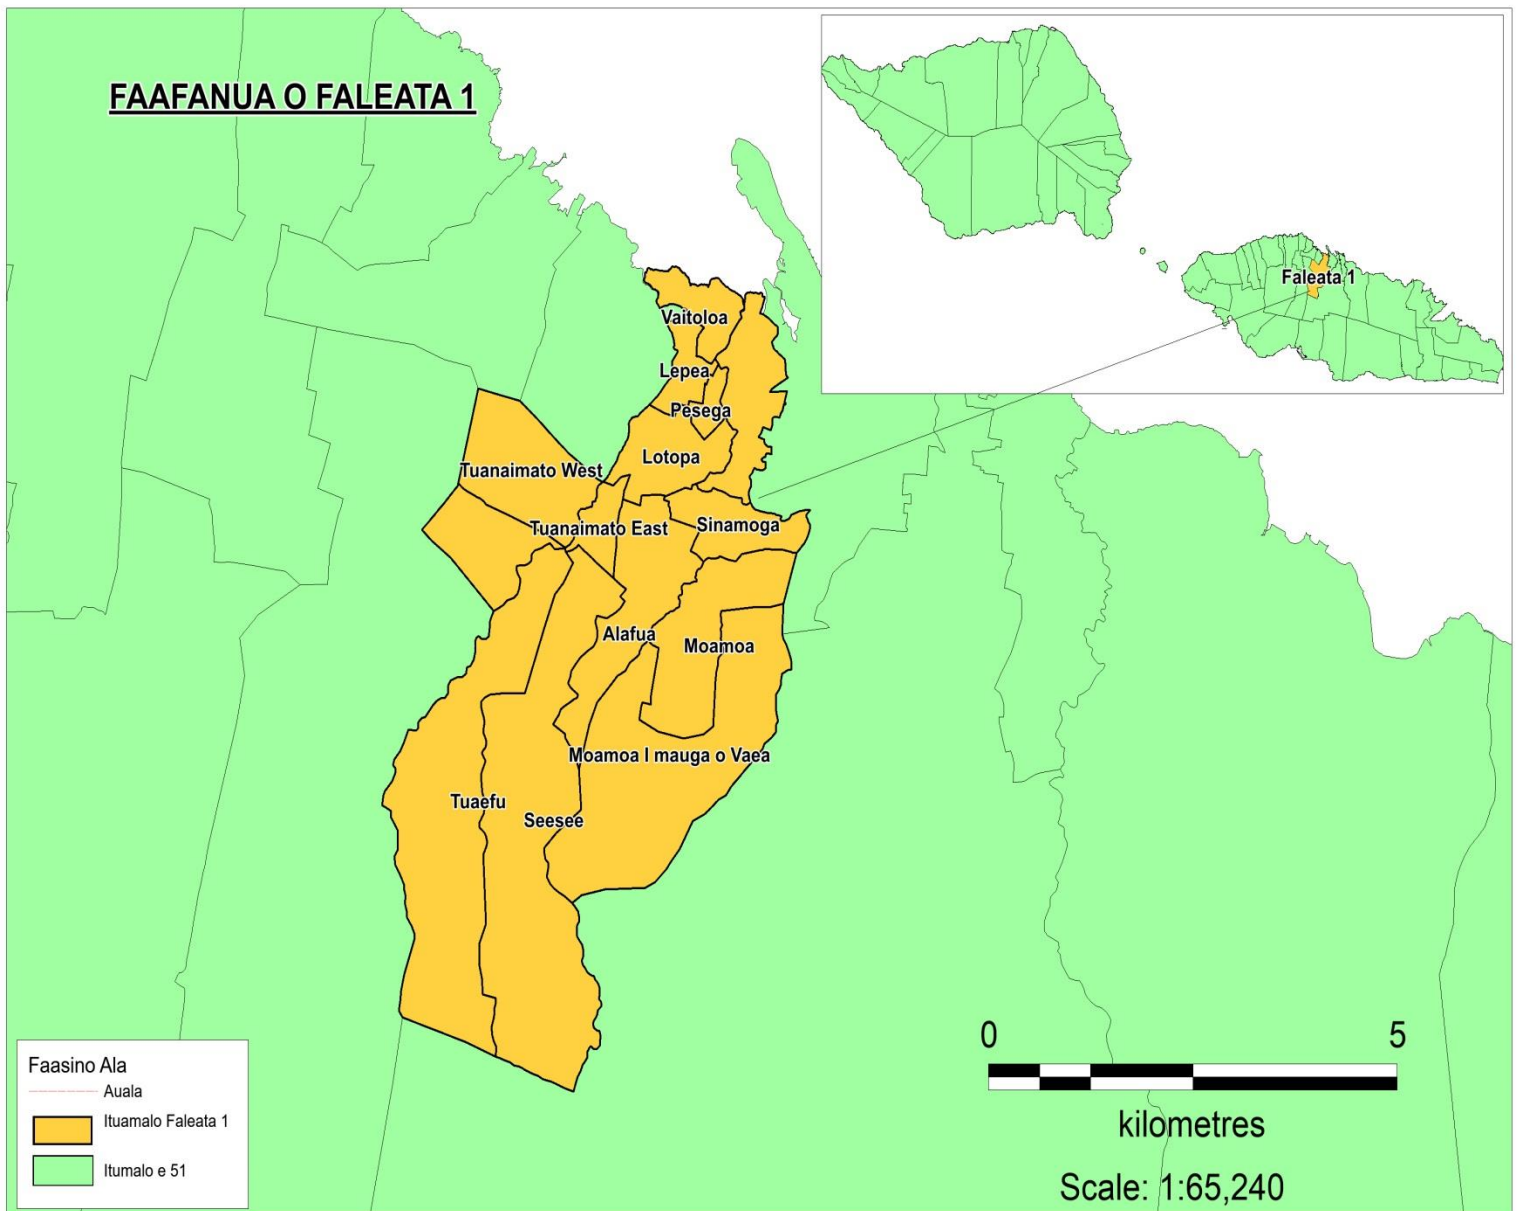 FAAFANUA O FALEATA 1
Faleata 1
Vaitoloa
Lepea
Pesega
Lotopa
Tuanaimato West
Tuanaimato East
Sinamoga
Alafua
Moamoa
Moamoa I mauga o Vaea
Tuaefu
Seesee
Faasino Ala
Auala
Ituamalo Faleata 1
Itumalo e 51
0 5
kilometres
Scale: 1:65,240